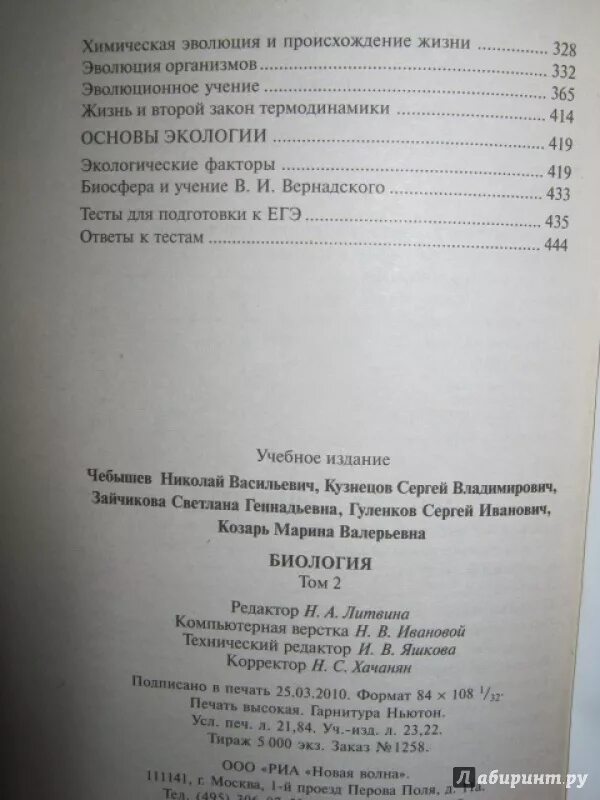 Химическая эволюция и происхождение жизни ........ 328
Эволюция организмов ........ 332
Эволюционное учение ........ 365
Жизнь и второй закон термодинамики ........ 414
ОСНОВЫ ЭКОЛОГИИ ........ 419
Экологические факторы ........ 419
Биосфера и учение В. И. Вернадского ........ 433
Тесты для подготовки к ЕГЭ ........ 435
Ответы к тестам ........ 444
Учебное издание
Чебышев Николай Васильевич, Кузнецов Сергей Владимирович,
Зайчикова Светлана Геннадьевна, Гуленков Сергей Иванович,
Козарь Марина Валерьевна
БИОЛОГИЯ
Том 2
Редактор Н. А. Литвина
Компьютерная верстка Н. В. Ивановой
Технический редактор И. В. Яшкова
Корректор Н. С. Хачанян
Подписано в печать 25.03.2010. Формат 84 × 108 1/32.
Печать высокая. Гарнитура Ньютон.
Усл. печ. л. 21,84. Уч.-изд. л. 23,22.
Тираж 5 000 экз. Заказ № 1258.
ООО «РИА «Новая волна».
111141, г. Москва, 1-й проезд Перова Поля, д. 11а.
Тел. (495)
Лабиринт.ру